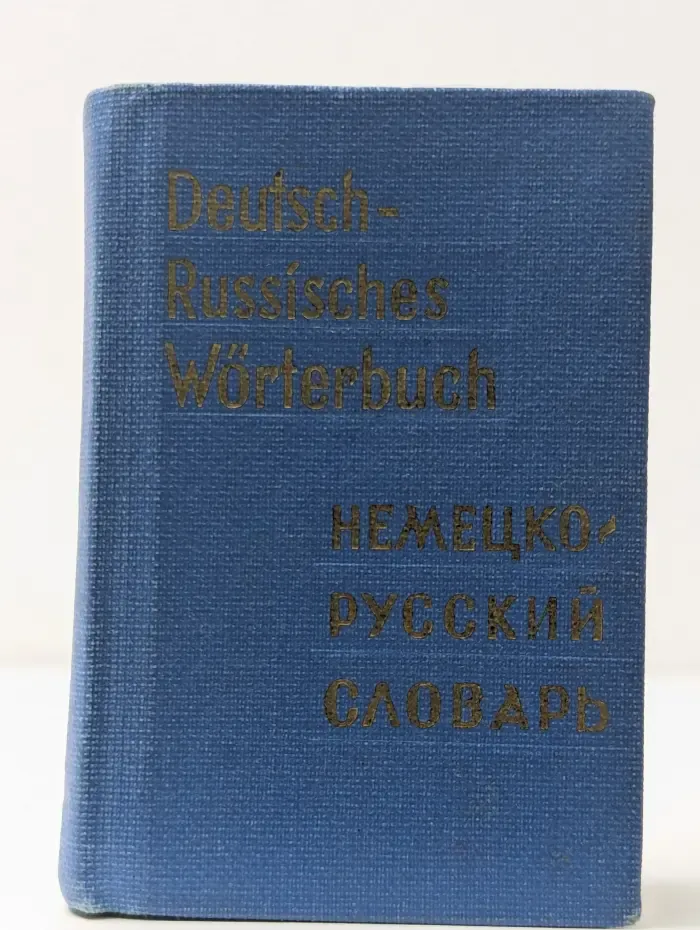 Deutsch-
Russisches
Wörterbuch
НЕМЕЦКО-
РУССКИЙ
СЛОВАРЬ